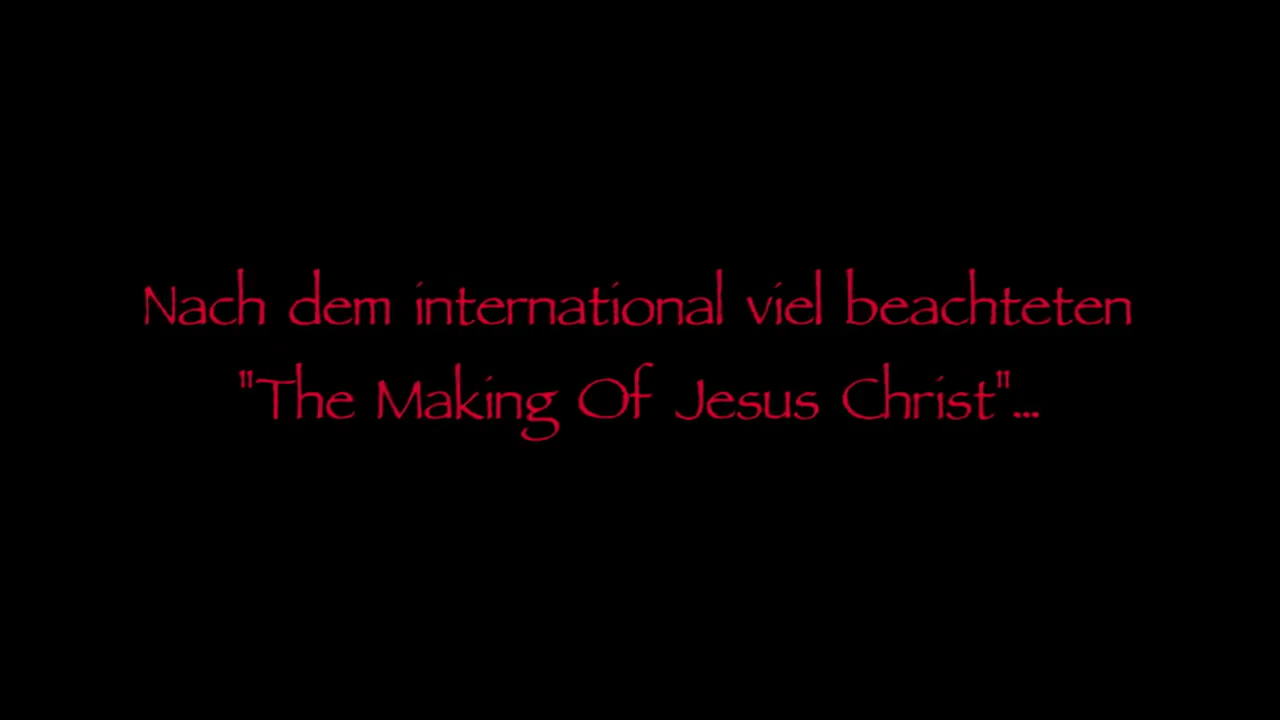 Nach dem international viel beachteten
"The Making Of Jesus Christ"...